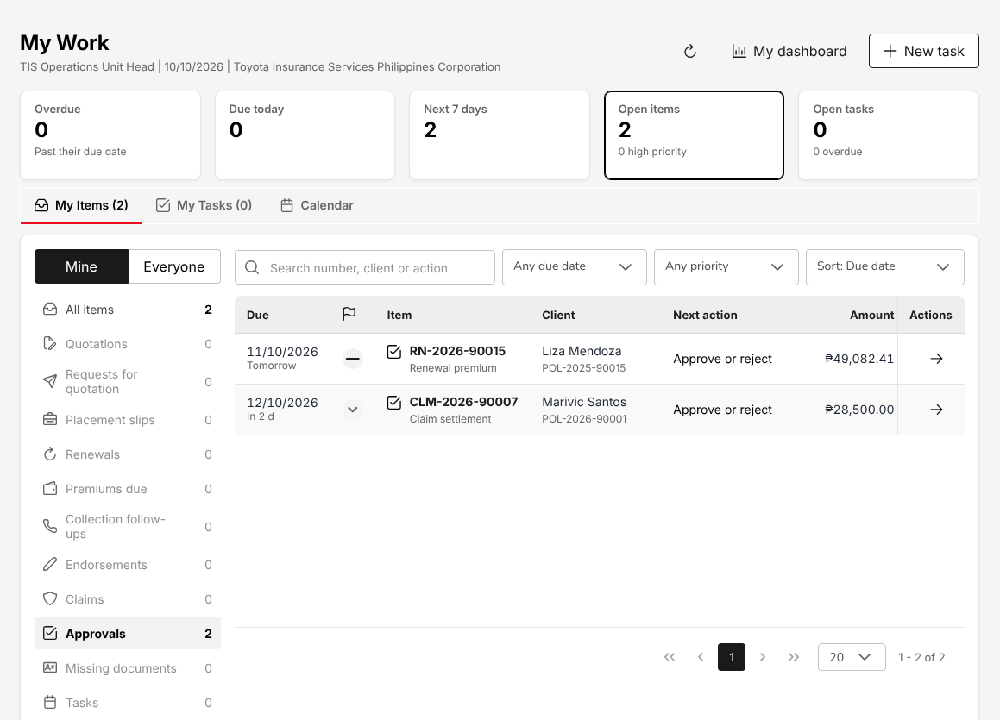 My Work
TIS Operations Unit Head | 10/10/2026 | Toyota Insurance Services Philippines Corporation
My dashboard
New task
Overdue
0
Past their due date
Due today
0
Next 7 days
2
Open items
2
0 high priority
Open tasks
0
0 overdue
My Items (2)
My Tasks (0)
Calendar
Mine
Everyone
All items 2
Quotations 0
Requests for
quotation 0
Placement slips 0
Renewals 0
Premiums due 0
Collection follow-
ups 0
Endorsements 0
Claims 0
Approvals 2
Missing documents 0
Tasks 0
Search number, client or action
Any due date
Any priority
Sort: Due date
Due Item Client Next action Amount Actions
11/10/2026 RN-2026-90015 Liza Mendoza Approve or reject ₱49,082.41
Tomorrow Renewal premium POL-2025-90015
12/10/2026 CLM-2026-90007 Marivic Santos Approve or reject ₱28,500.00
In 2 d Claim settlement POL-2026-90001
1
20
1 - 2 of 2